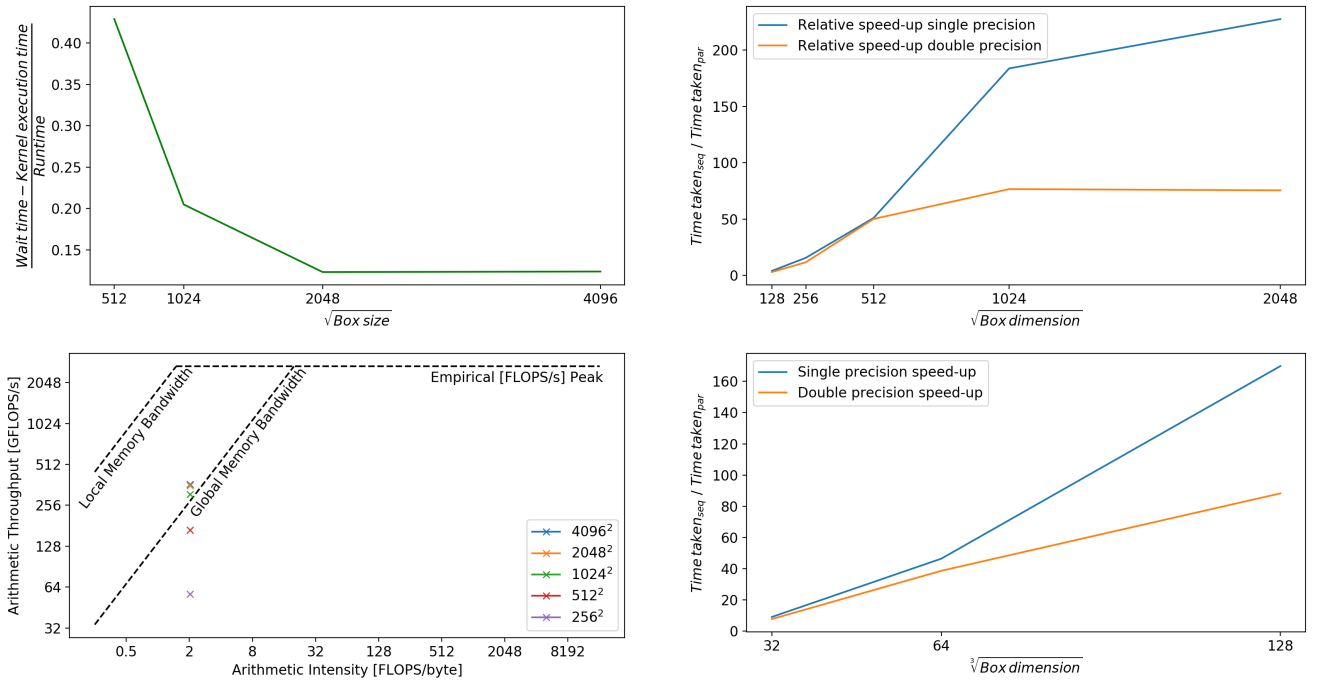 Wait time − Kernel execution time
Runtime
0.40
0.35
0.30
0.25
0.20
0.15
512 1024 2048 4096
√Box size
Relative speed-up single precision
Relative speed-up double precision
Time taken_seq / Time taken_par
200
150
100
50
0
128 256 512 1024 2048
√Box dimension
Arithmetic Throughput [GFLOPS/s]
2048
1024
512
256
128
64
32
Local Memory Bandwidth
Global Memory Bandwidth
Empirical [FLOPS/s] Peak
4096²
2048²
1024²
512²
256²
0.5 2 8 32 128 512 2048 8192
Arithmetic Intensity [FLOPS/byte]
Single precision speed-up
Double precision speed-up
Time taken_seq / Time taken_par
160
140
120
100
80
60
40
20
0
32 64 128
∛Box dimension